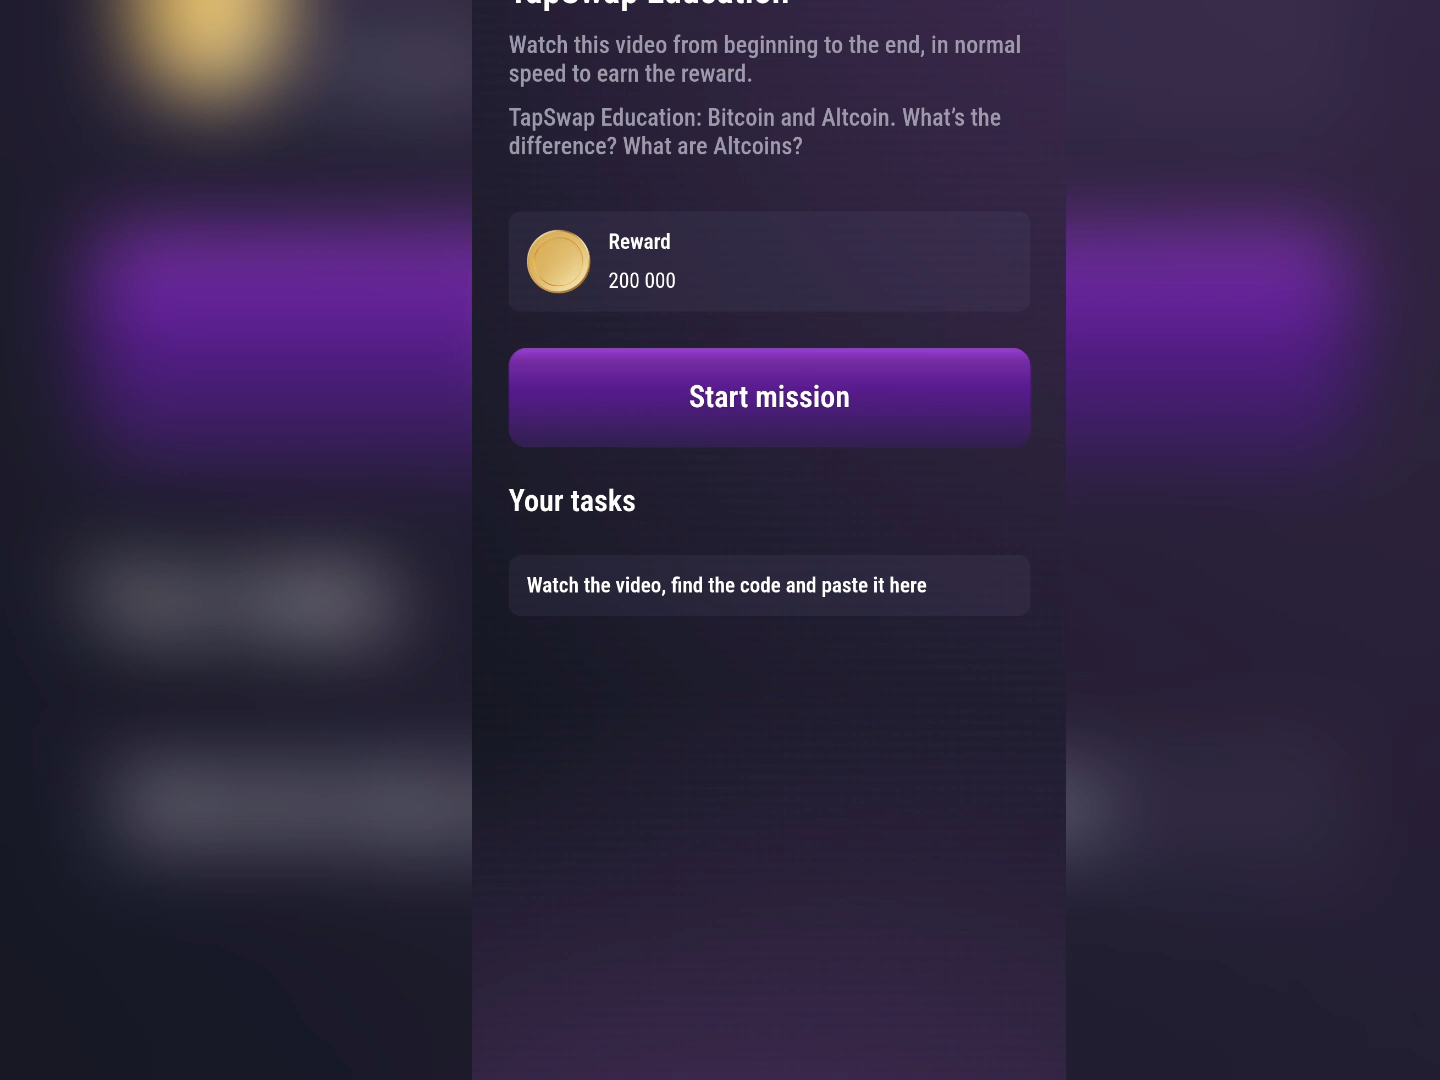 TapSwap Education
Watch this video from beginning to the end, in normal
speed to earn the reward.
TapSwap Education: Bitcoin and Altcoin. What’s the
difference? What are Altcoins?
Reward
200 000
Start mission
Your tasks
Watch the video, find the code and paste it here